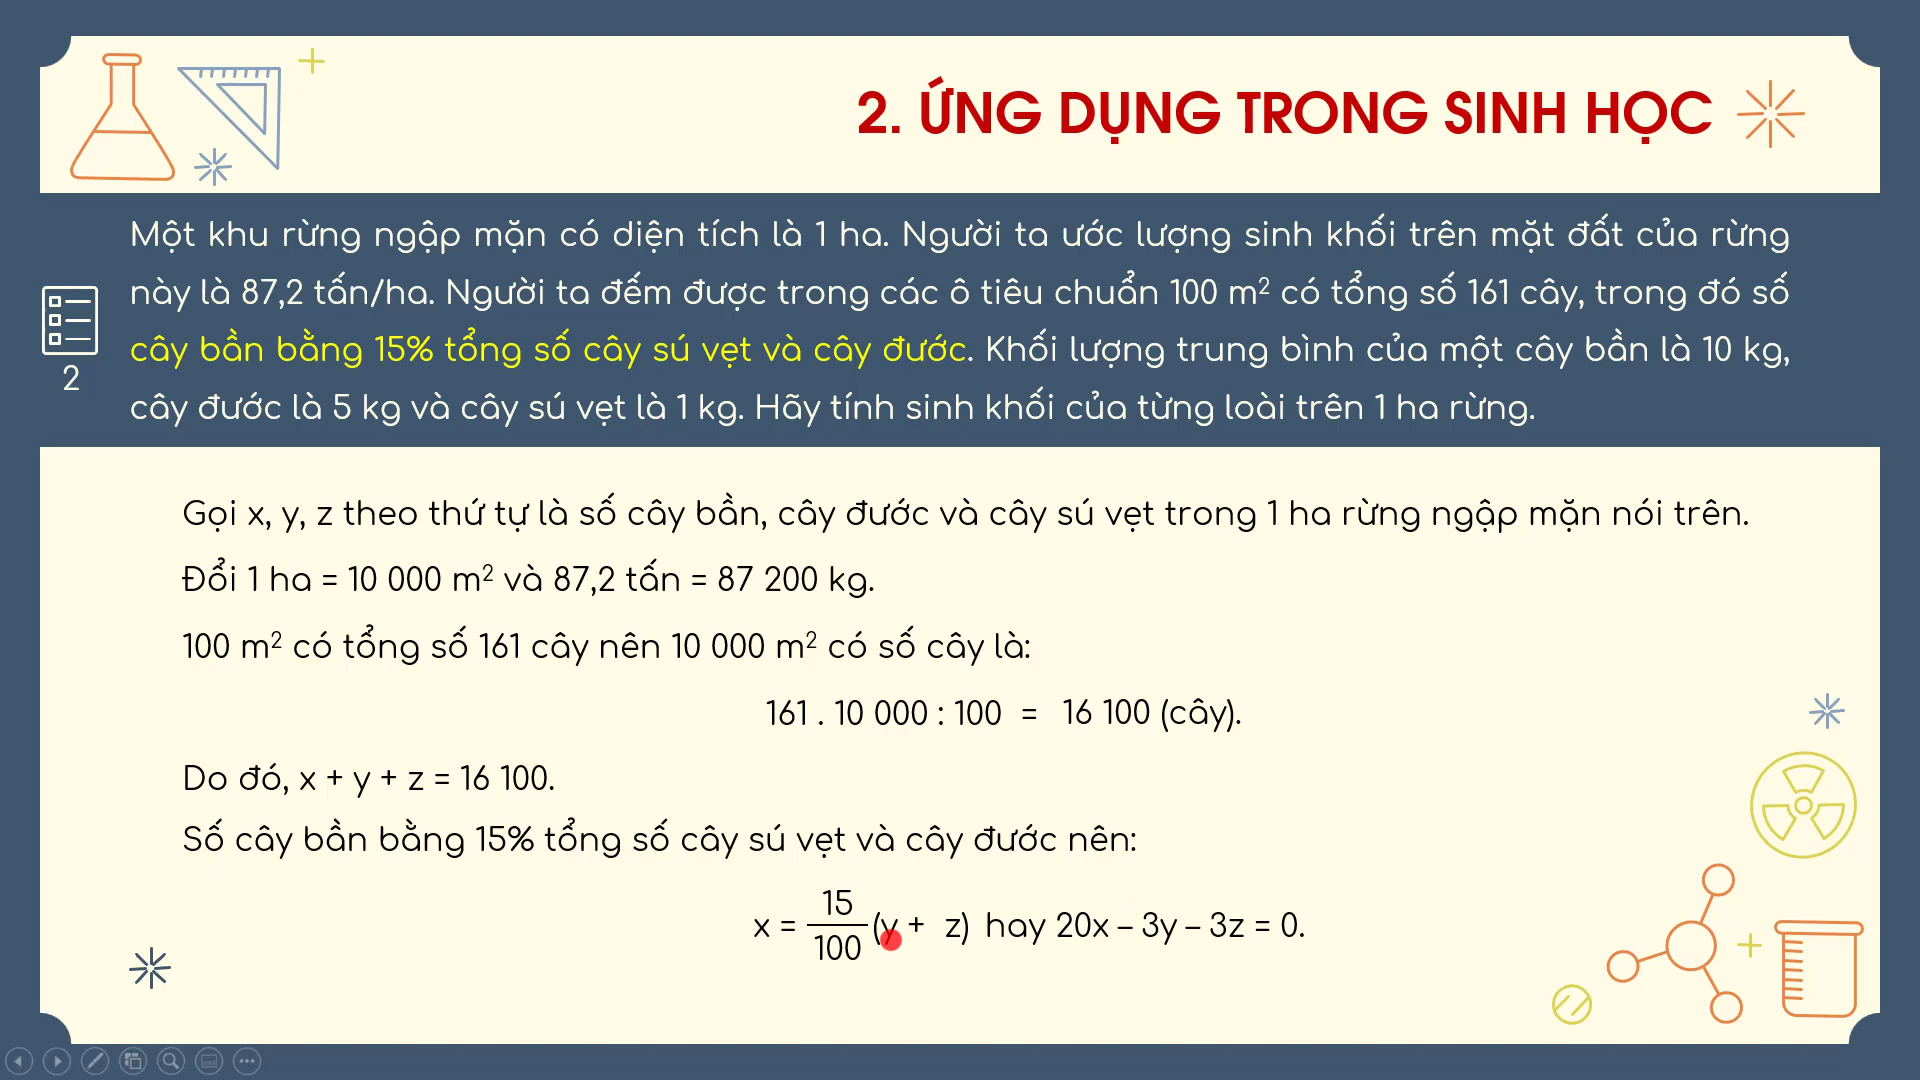 2. ỨNG DỤNG TRONG SINH HỌC
Một khu rừng ngập mặn có diện tích là 1 ha. Người ta ước lượng sinh khối trên mặt đất của rừng
này là 87,2 tấn/ha. Người ta đếm được trong các ô tiêu chuẩn 100 m² có tổng số 161 cây, trong đó số
cây bần bằng 15% tổng số cây sú vẹt và cây đước. Khối lượng trung bình của một cây bần là 10 kg,
cây đước là 5 kg và cây sú vẹt là 1 kg. Hãy tính sinh khối của từng loài trên 1 ha rừng.
2
Gọi x, y, z theo thứ tự là số cây bần, cây đước và cây sú vẹt trong 1 ha rừng ngập mặn nói trên.
Đổi 1 ha = 10 000 m² và 87,2 tấn = 87 200 kg.
100 m² có tổng số 161 cây nên 10 000 m² có số cây là:
161 . 10 000 : 100 = 16 100 (cây).
Do đó, x + y + z = 16 100.
Số cây bần bằng 15% tổng số cây sú vẹt và cây đước nên:
x = 15/100 (y + z) hay 20x – 3y – 3z = 0.